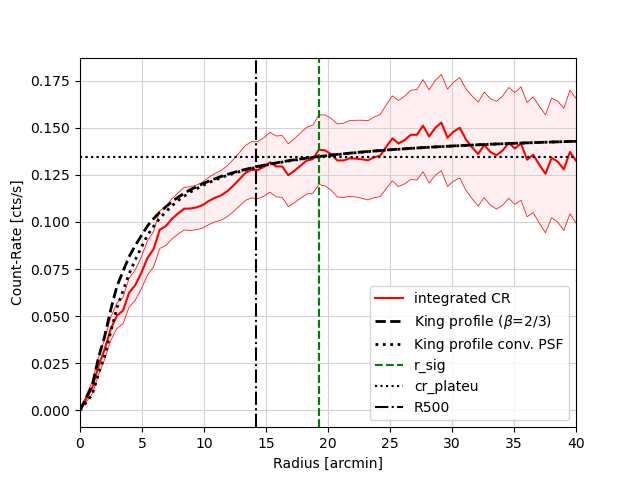 0.175
0.150
0.125
0.100
0.075
0.050
0.025
0.000
Count-Rate [cts/s]
integrated CR
King profile (β=2/3)
King profile conv. PSF
r_sig
cr_plateu
R500
0 5 10 15 20 25 30 35 40
Radius [arcmin]